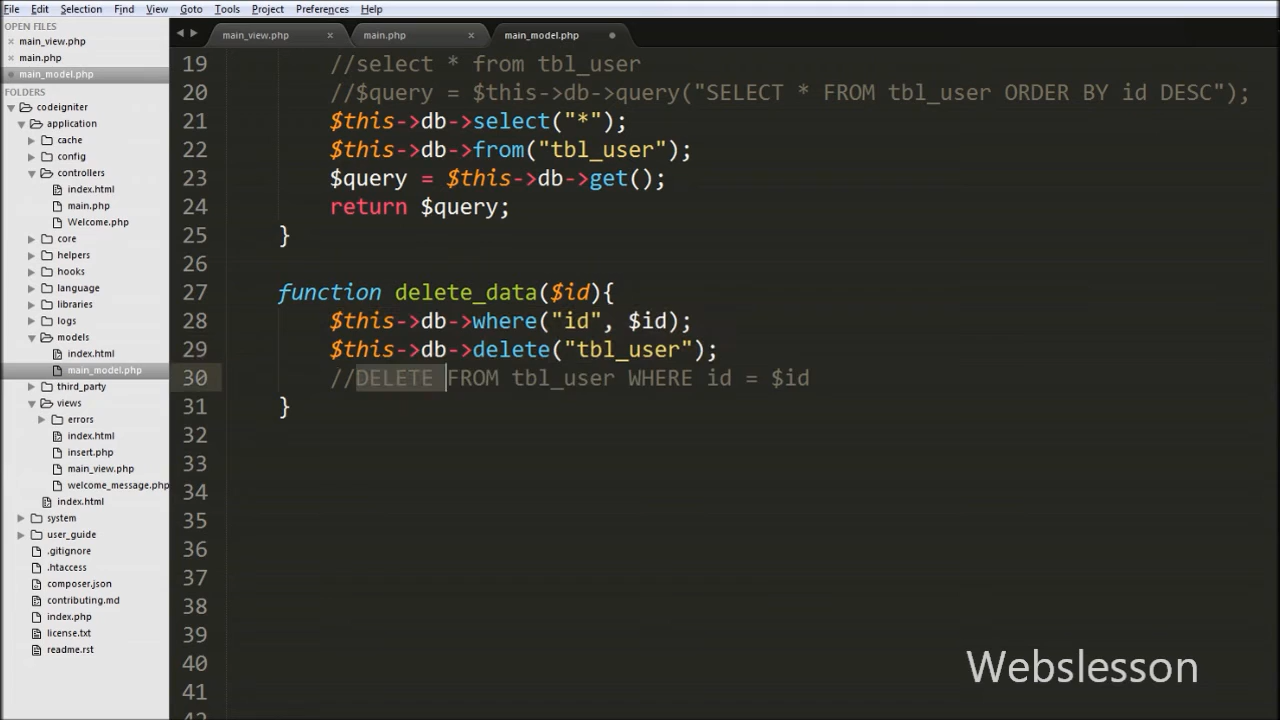 File Edit Selection Find View Goto Tools Project Preferences Help
OPEN FILES
main_view.php
main.php
main_model.php
FOLDERS
codeigniter
application
cache
config
controllers
index.html
main.php
Welcome.php
core
helpers
hooks
language
libraries
logs
models
index.html
main_model.php
third_party
views
errors
index.html
insert.php
main_view.php
welcome_message.php
index.html
system
user_guide
.gitignore
.htaccess
composer.json
contributing.md
index.php
license.txt
readme.rst
main_view.php main.php main_model.php
19 //select * from tbl_user
20 //$query = $this->db->query("SELECT * FROM tbl_user ORDER BY id DESC");
21 $this->db->select("*");
22 $this->db->from("tbl_user");
23 $query = $this->db->get();
24 return $query;
25 }
26
27 function delete_data($id){
28 $this->db->where("id", $id);
29 $this->db->delete("tbl_user");
30 //DELETE FROM tbl_user WHERE id = $id
31 }
32
33
34
35
36
37
38
39
40
41
Webslesson